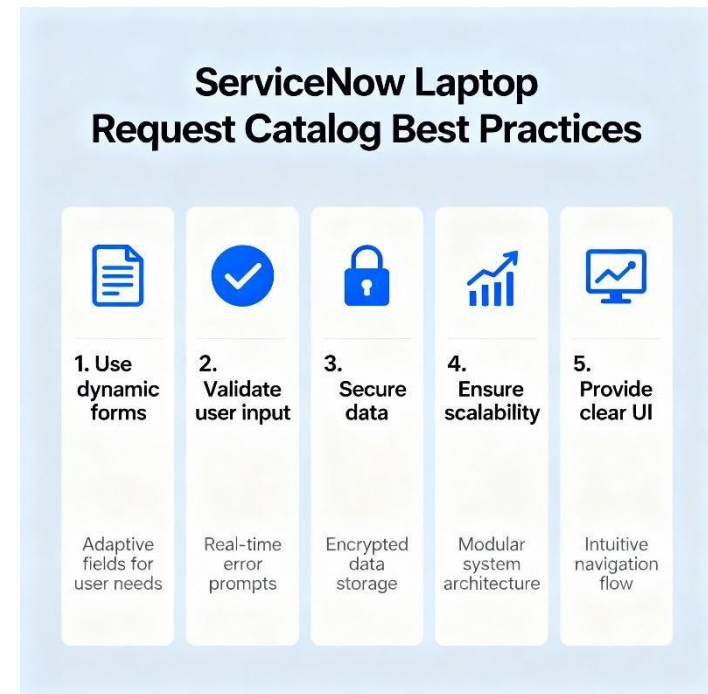 ServiceNow Laptop
Request Catalog Best Practices
1. Use
dynamic
forms
Adaptive
fields for
user needs
2.
Validate
user input
Real-time
error
prompts
3.
Secure
data
Encrypted
data
storage
4.
Ensure
scalability
Modular
system
architecture
5.
Provide
clear UI
Intuitive
navigation
flow